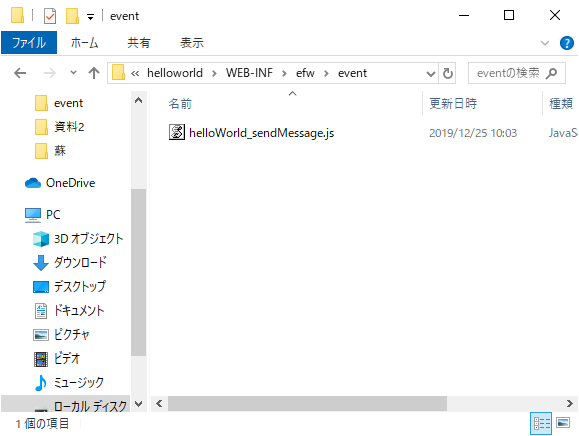 event
ファイル ホーム 共有 表示
« helloworld > WEB-INF > efw > event
eventの検索
event
資料2
蘇
OneDrive
PC
3D オブジェクト
ダウンロード
デスクトップ
ドキュメント
ピクチャ
ビデオ
ミュージック
ローカル ディスク
名前 更新日時 種類
helloWorld_sendMessage.js 2019/12/25 10:03 JavaS
1 個の項目